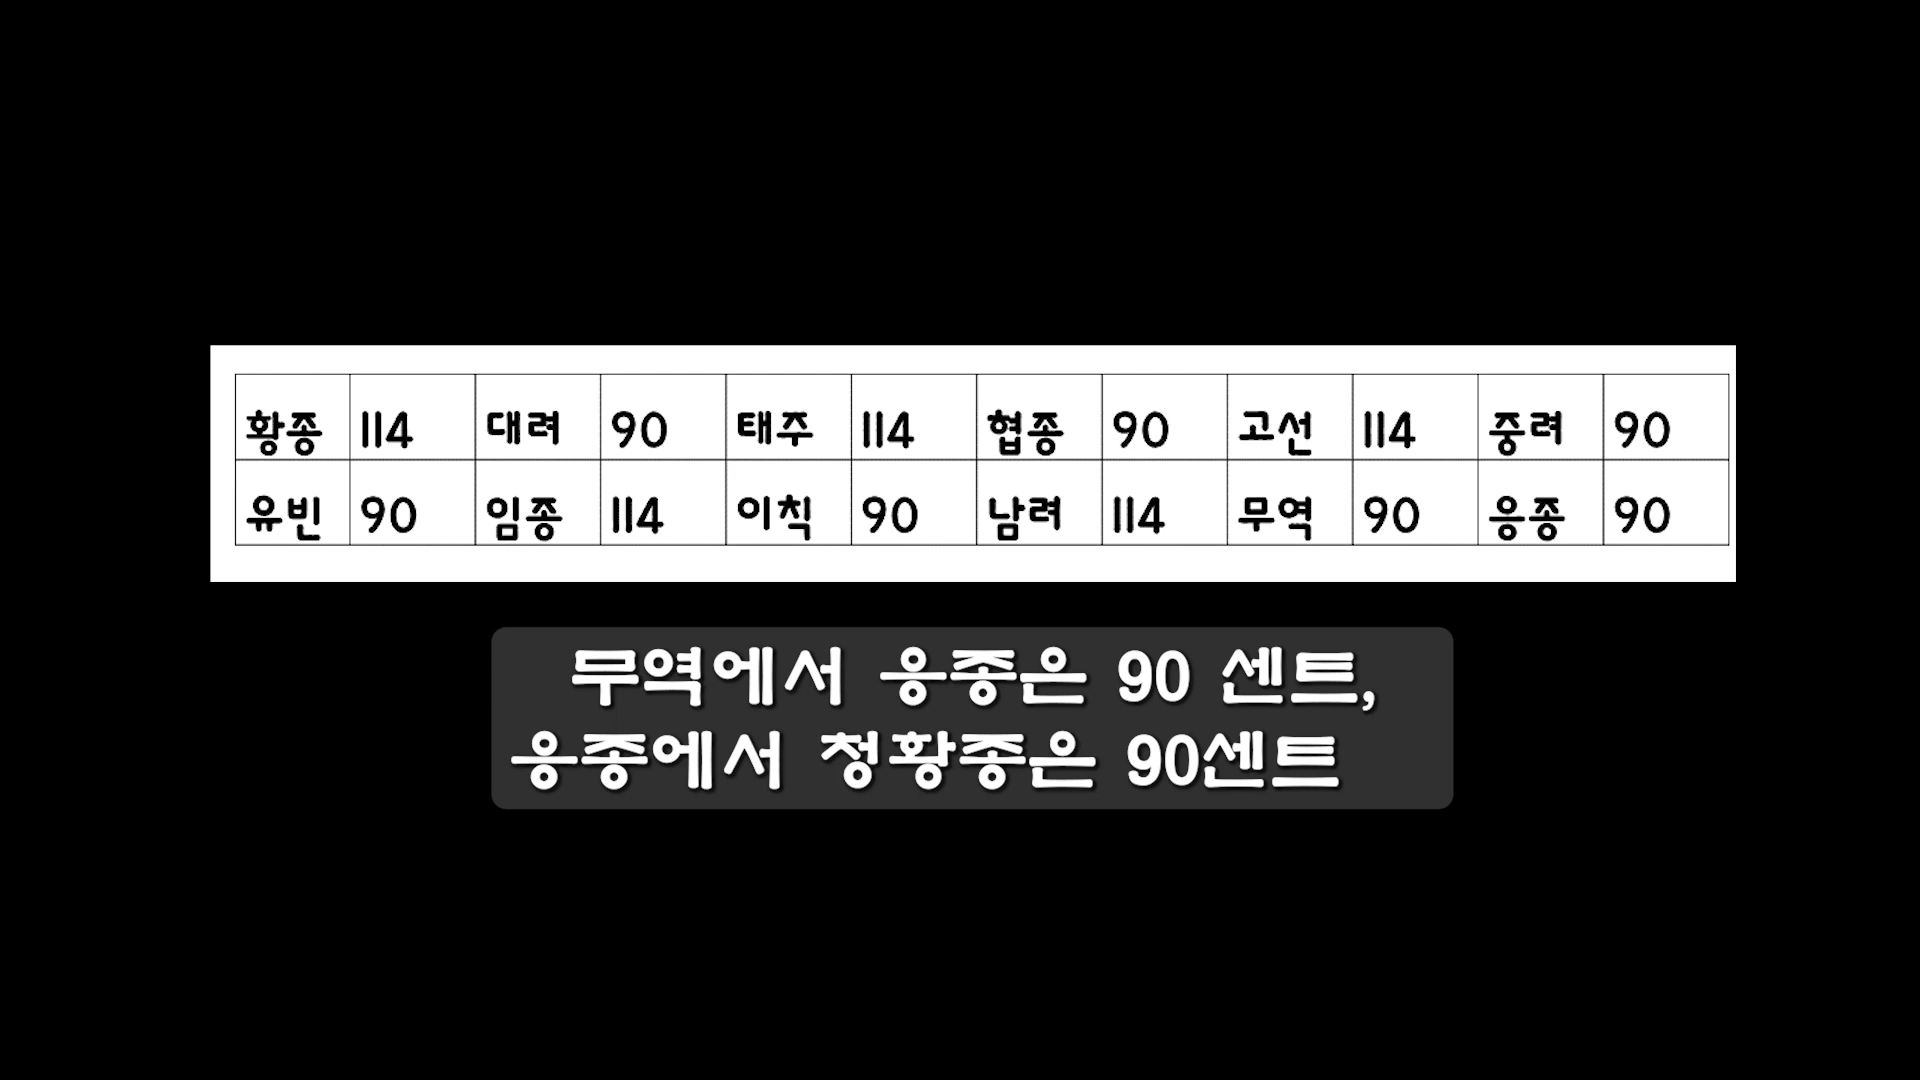 황종 114 대려 90 태주 114 협종 90 고선 114 중려 90
유빈 90 임종 114 이칙 90 남려 114 무역 90 응종 90
무역에서 응종은 90 센트,
응종에서 청황종은 90센트